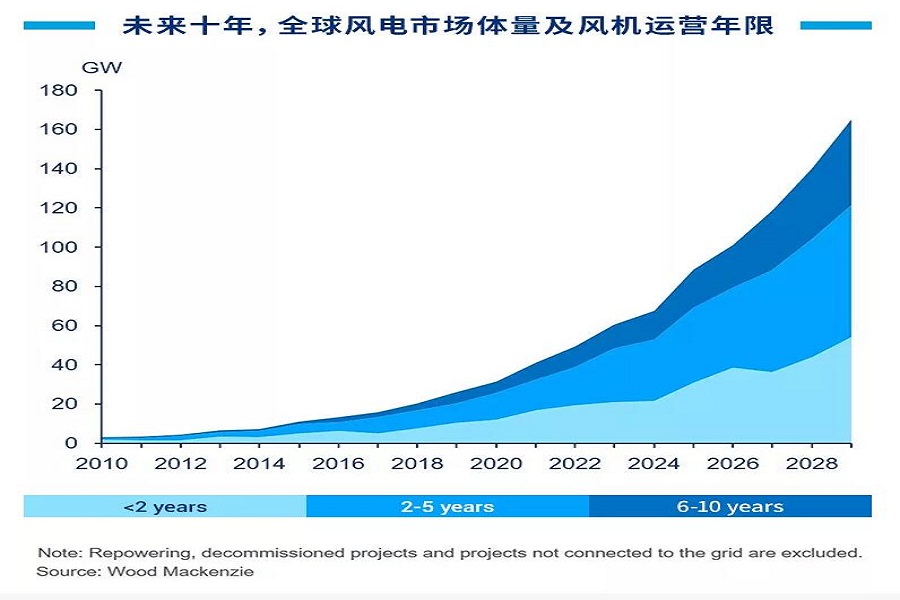 未来十年，全球风电市场体量及风机运营年限
GW
180
160
140
120
100
80
60
40
20
0
2010 2012 2014 2016 2018 2020 2022 2024 2026 2028
<2 years 2-5 years 6-10 years
Note: Repowering, decommissioned projects and projects not connected to the grid are excluded.
Source: Wood Mackenzie